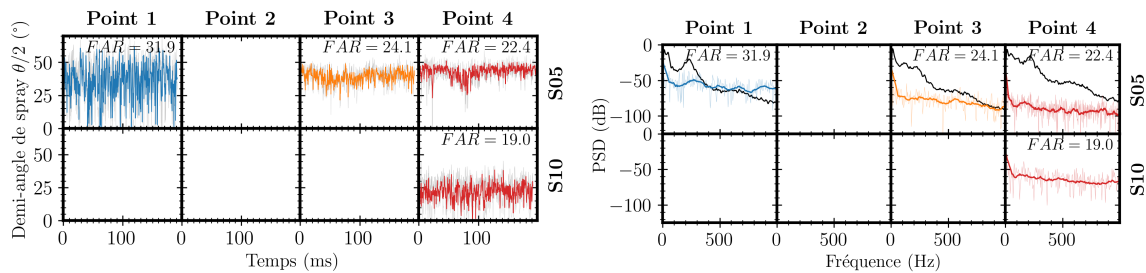 Point 1 Point 2 Point 3 Point 4
Demi-angle de spray θ/2 (°)
50
25
0
50
25
0
FAR = 31.9
FAR = 24.1
FAR = 22.4
FAR = 19.0
S05
S10
0 100 0 100 0 100 0 100
Temps (ms)
Point 1 Point 2 Point 3 Point 4
PSD (dB)
0
−50
−100
0
−50
−100
FAR = 31.9
FAR = 24.1
FAR = 22.4
FAR = 19.0
S05
S10
0 500 0 500 0 500 0 500
Fréquence (Hz)